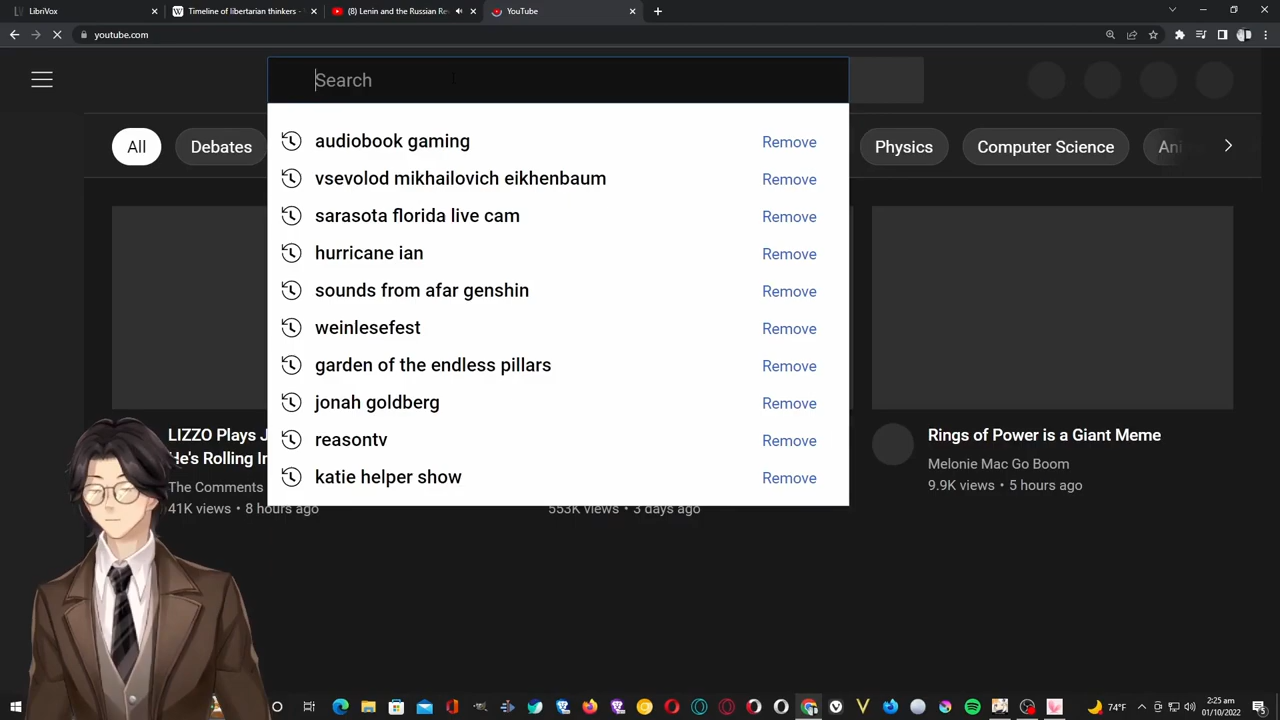 LibriVox
Timeline of libertarian thinkers -
(8) Lenin and the Russian Re
YouTube
youtube.com
Search
All
Debates
Physics
Computer Science
Ani
audiobook gaming
Remove
vsevolod mikhailovich eikhenbaum
Remove
sarasota florida live cam
Remove
hurricane ian
Remove
sounds from afar genshin
Remove
weinlesefest
Remove
garden of the endless pillars
Remove
jonah goldberg
Remove
reasontv
Remove
katie helper show
Remove
LIZZO Plays J
He's Rolling In
The Comments
41K views • 8 hours ago
553K views • 3 days ago
Rings of Power is a Giant Meme
Melonie Mac Go Boom
9.9K views • 5 hours ago
74°F
2:25 am
01/10/2022